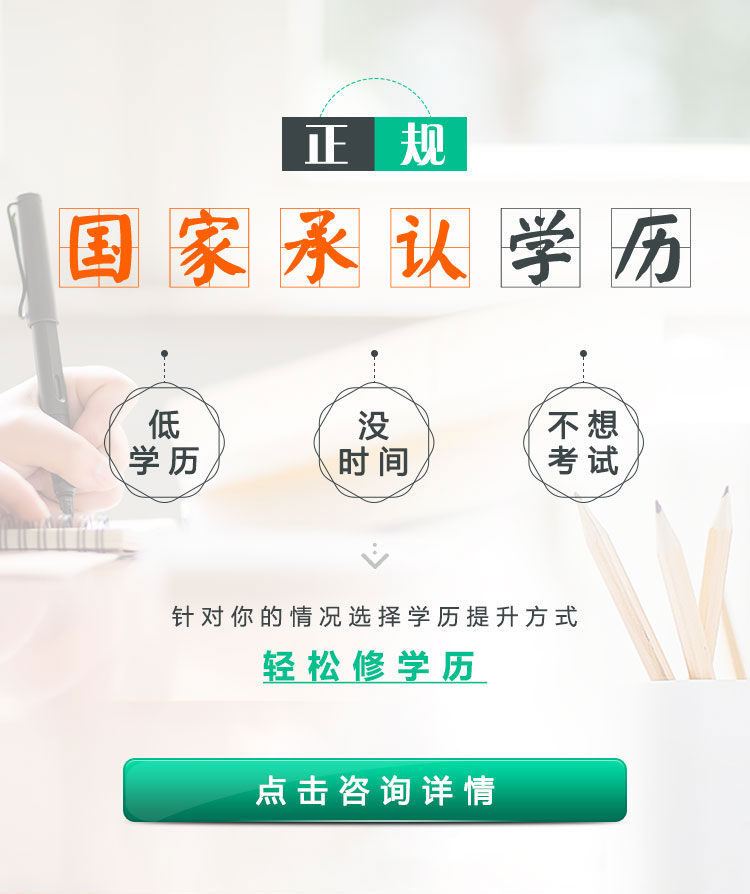 正规
国家承认学历
低
学历
没
时间
不想
考试
针对你的情况选择学历提升方式
轻松修学历
点击咨询详情